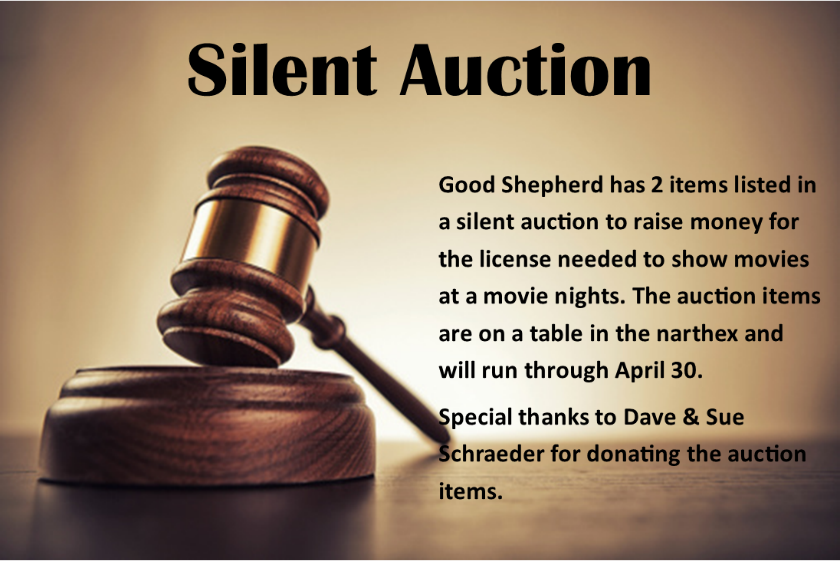 Silent Auction
Good Shepherd has 2 items listed in
a silent auction to raise money for
the license needed to show movies
at a movie nights. The auction items
are on a table in the narthex and
will run through April 30.
Special thanks to Dave & Sue
Schraeder for donating the auction
items.